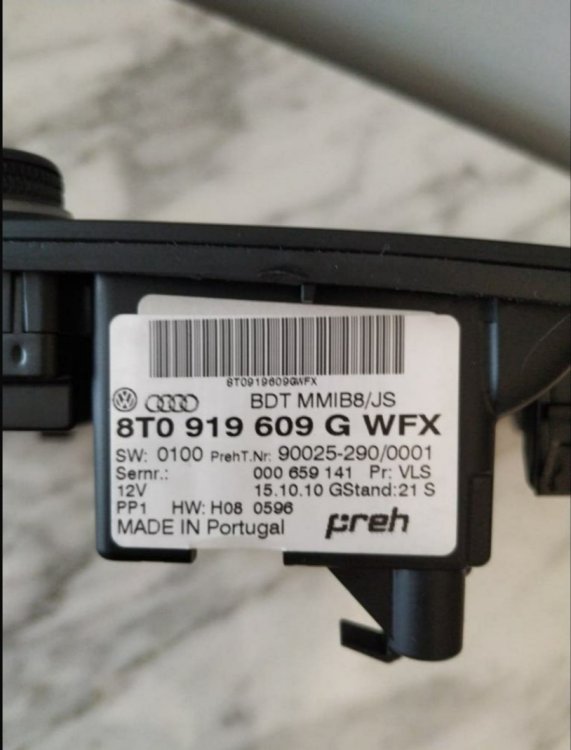 8T0919609GWFX
BDT MMIB8/JS
8T0 919 609 G WFX
SW: 0100 PrehT.Nr: 90025-290/0001
Sernr.: 000 659 141 Pr: VLS
12V 15.10.10 GStand:21 S
PP1 HW: H08 0596
MADE IN Portugal preh